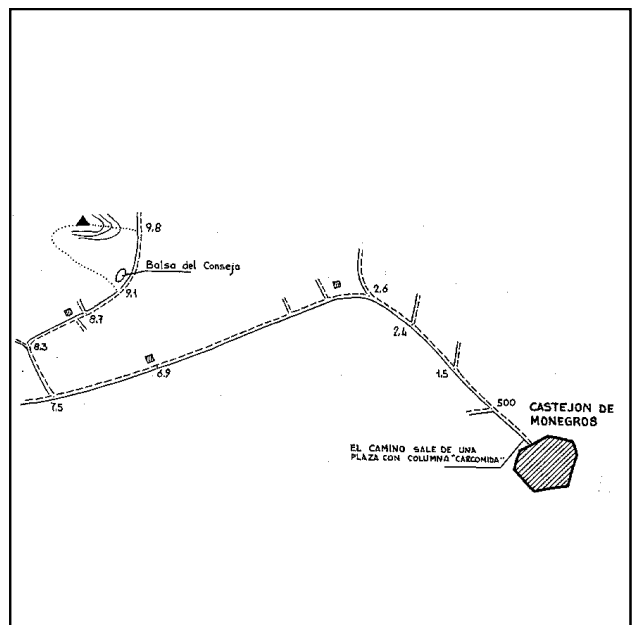 9.8
Balsa del Conseja
9.1
8.7
8.3
7.5
6.9
2.6
2.4
1.5
500
CASTEJON DE
MONEGROS
EL CAMINO SALE DE UNA
PLAZA CON COLUMNA "CARCOMIDA"